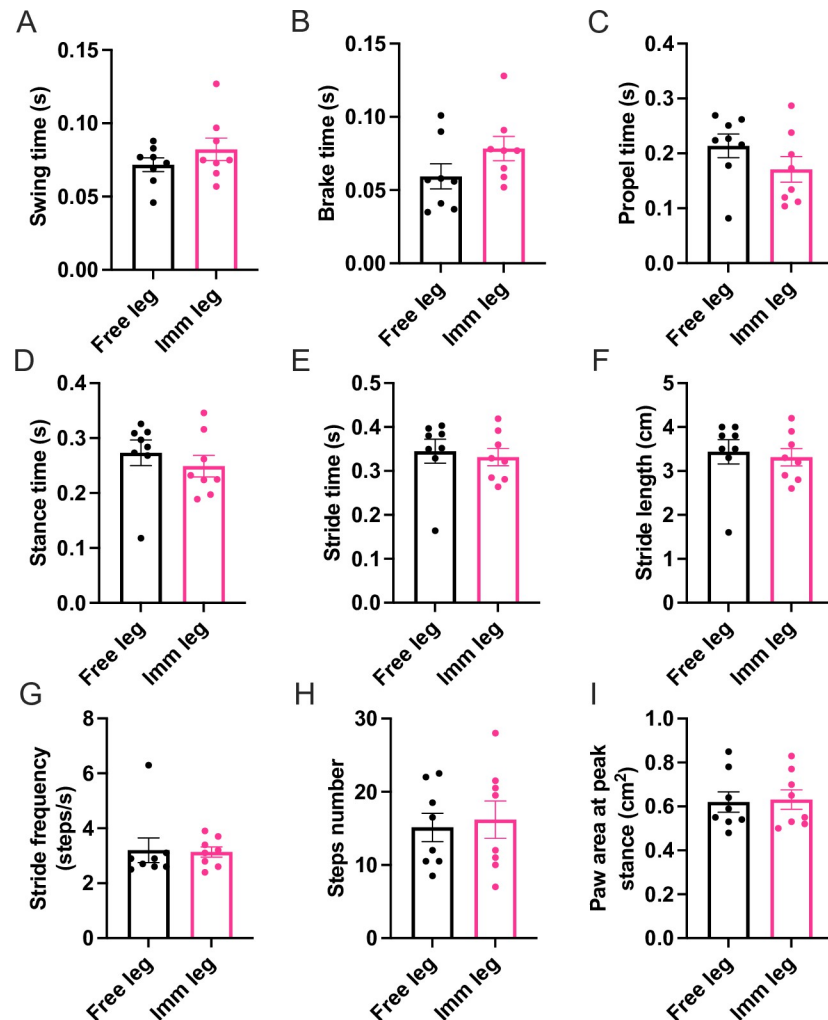 A
Swing time (s)
0.15
0.10
0.05
0.00
Free leg
Imm leg
B
Brake time (s)
0.15
0.10
0.05
0.00
Free leg
Imm leg
C
Propel time (s)
0.4
0.3
0.2
0.1
0.0
Free leg
Imm leg
D
Stance time (s)
0.4
0.3
0.2
0.1
0.0
Free leg
Imm leg
E
Stride time (s)
0.5
0.4
0.3
0.2
0.1
0.0
Free leg
Imm leg
F
Stride length (cm)
5
4
3
2
1
0
Free leg
Imm leg
G
Stride frequency
(steps/s)
8
6
4
2
0
Free leg
Imm leg
H
Steps number
30
20
10
0
Free leg
Imm leg
I
Paw area at peak
stance (cm²)
1.0
0.8
0.6
0.4
0.2
0.0
Free leg
Imm leg